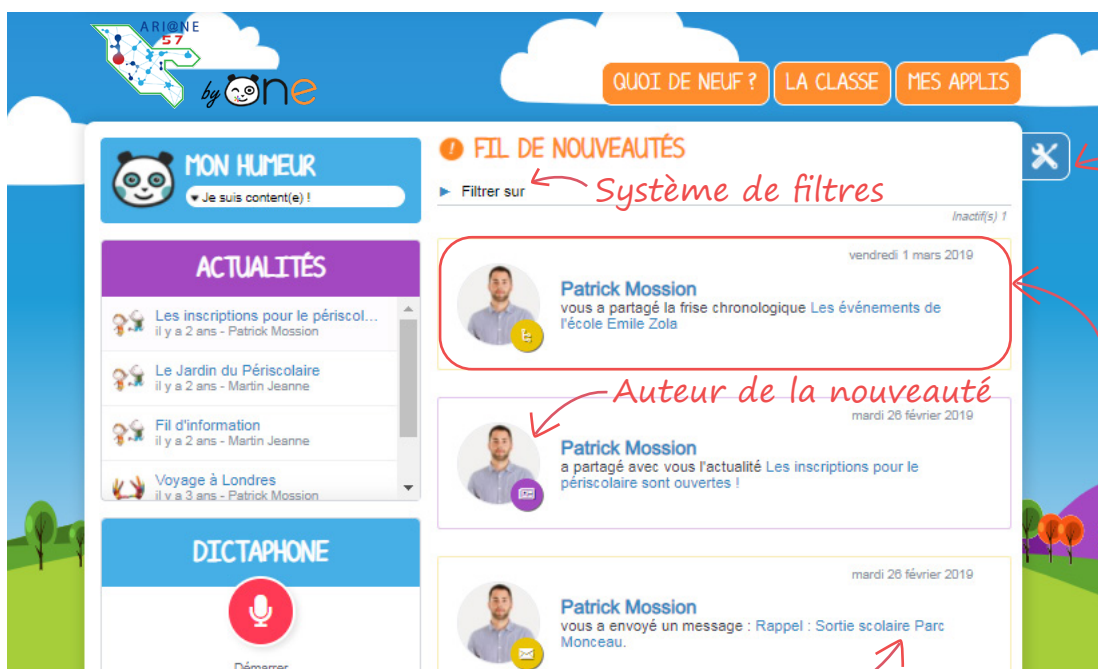 ARI@NE
57
by One
QUOI DE NEUF ?
LA CLASSE
MES APPLIS
MON HUMEUR
Je suis content(e) !
ACTUALITÉS
Les inscriptions pour le périscol...
il y a 2 ans - Patrick Mossion
Le Jardin du Périscolaire
il y a 2 ans - Martin Jeanne
Fil d'information
il y a 2 ans - Martin Jeanne
Voyage à Londres
il y a 3 ans - Patrick Mossion
DICTAPHONE
Démarrer
FIL DE NOUVEAUTÉS
Filtrer sur
Système de filtres
Inactif(s) 1
vendredi 1 mars 2019
Patrick Mossion
vous a partagé la frise chronologique Les événements de
l'école Emile Zola
Auteur de la nouveauté
mardi 26 février 2019
Patrick Mossion
a partagé avec vous l'actualité Les inscriptions pour le
périscolaire sont ouvertes !
mardi 26 février 2019
Patrick Mossion
vous a envoyé un message : Rappel : Sortie scolaire Parc
Monceau.